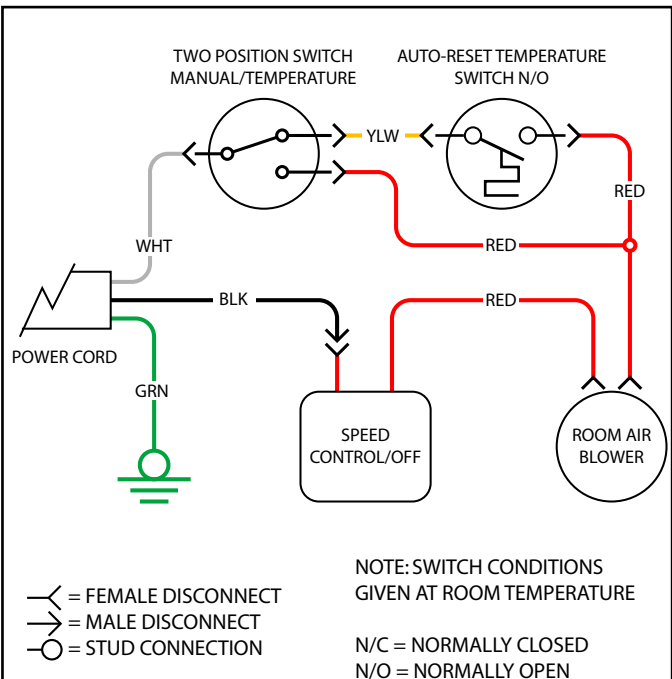 TWO POSITION SWITCH
MANUAL/TEMPERATURE
AUTO-RESET TEMPERATURE
SWITCH N/O
YLW
RED
WHT
RED
BLK
RED
POWER CORD
GRN
SPEED
CONTROL/OFF
ROOM AIR
BLOWER
= FEMALE DISCONNECT
= MALE DISCONNECT
= STUD CONNECTION
NOTE: SWITCH CONDITIONS
GIVEN AT ROOM TEMPERATURE
N/C = NORMALLY CLOSED
N/O = NORMALLY OPEN